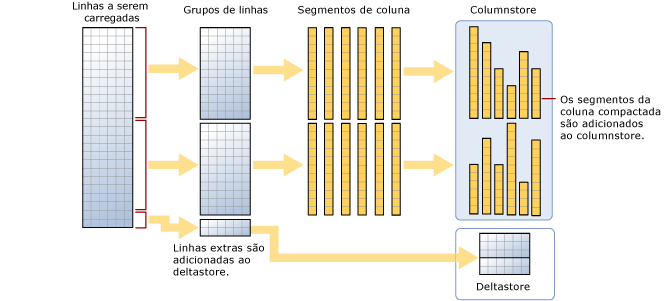 Linhas a serem
carregadas
Grupos de linhas
Segmentos de coluna
Columnstore
Os segmentos da
coluna compactada
são adicionados
ao columnstore.
Linhas extras são
adicionadas ao
deltastore.
Deltastore